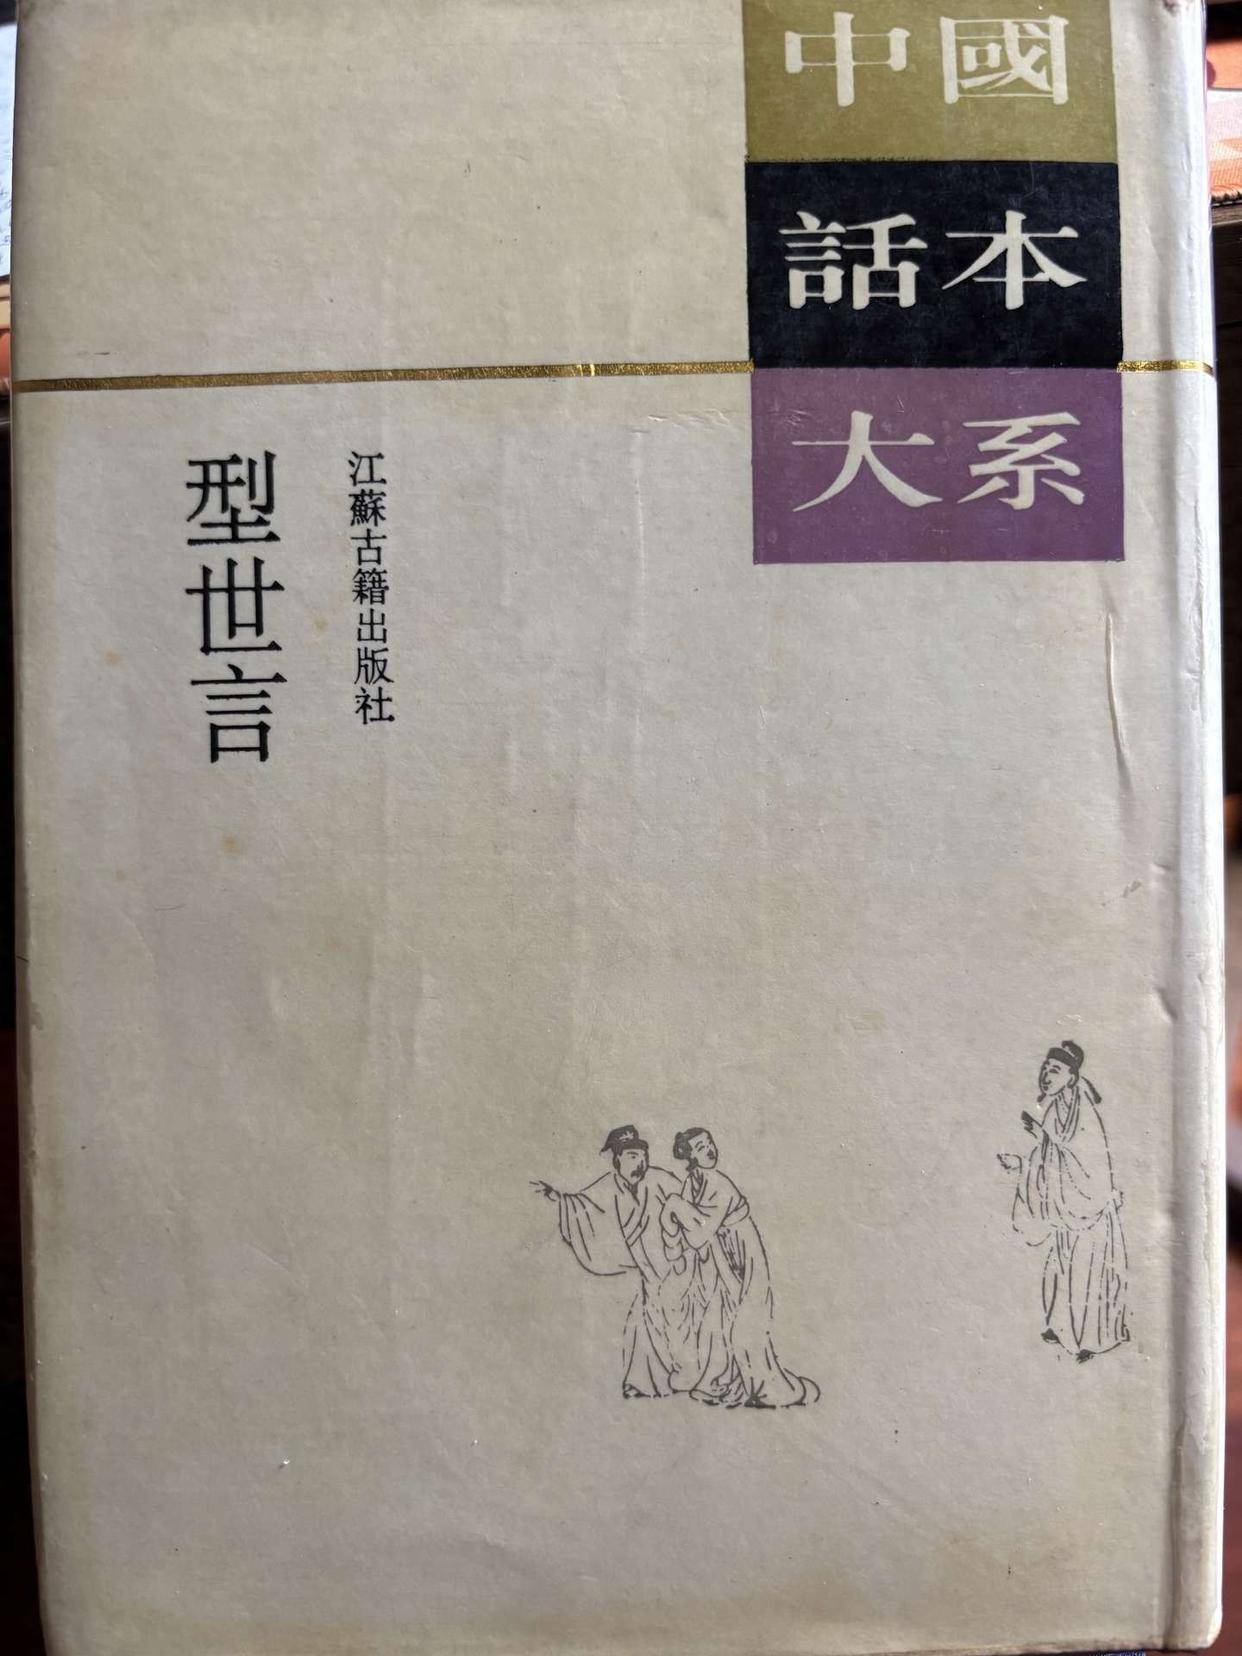 中國
話本
大系
江蘇古籍出版社
型世言